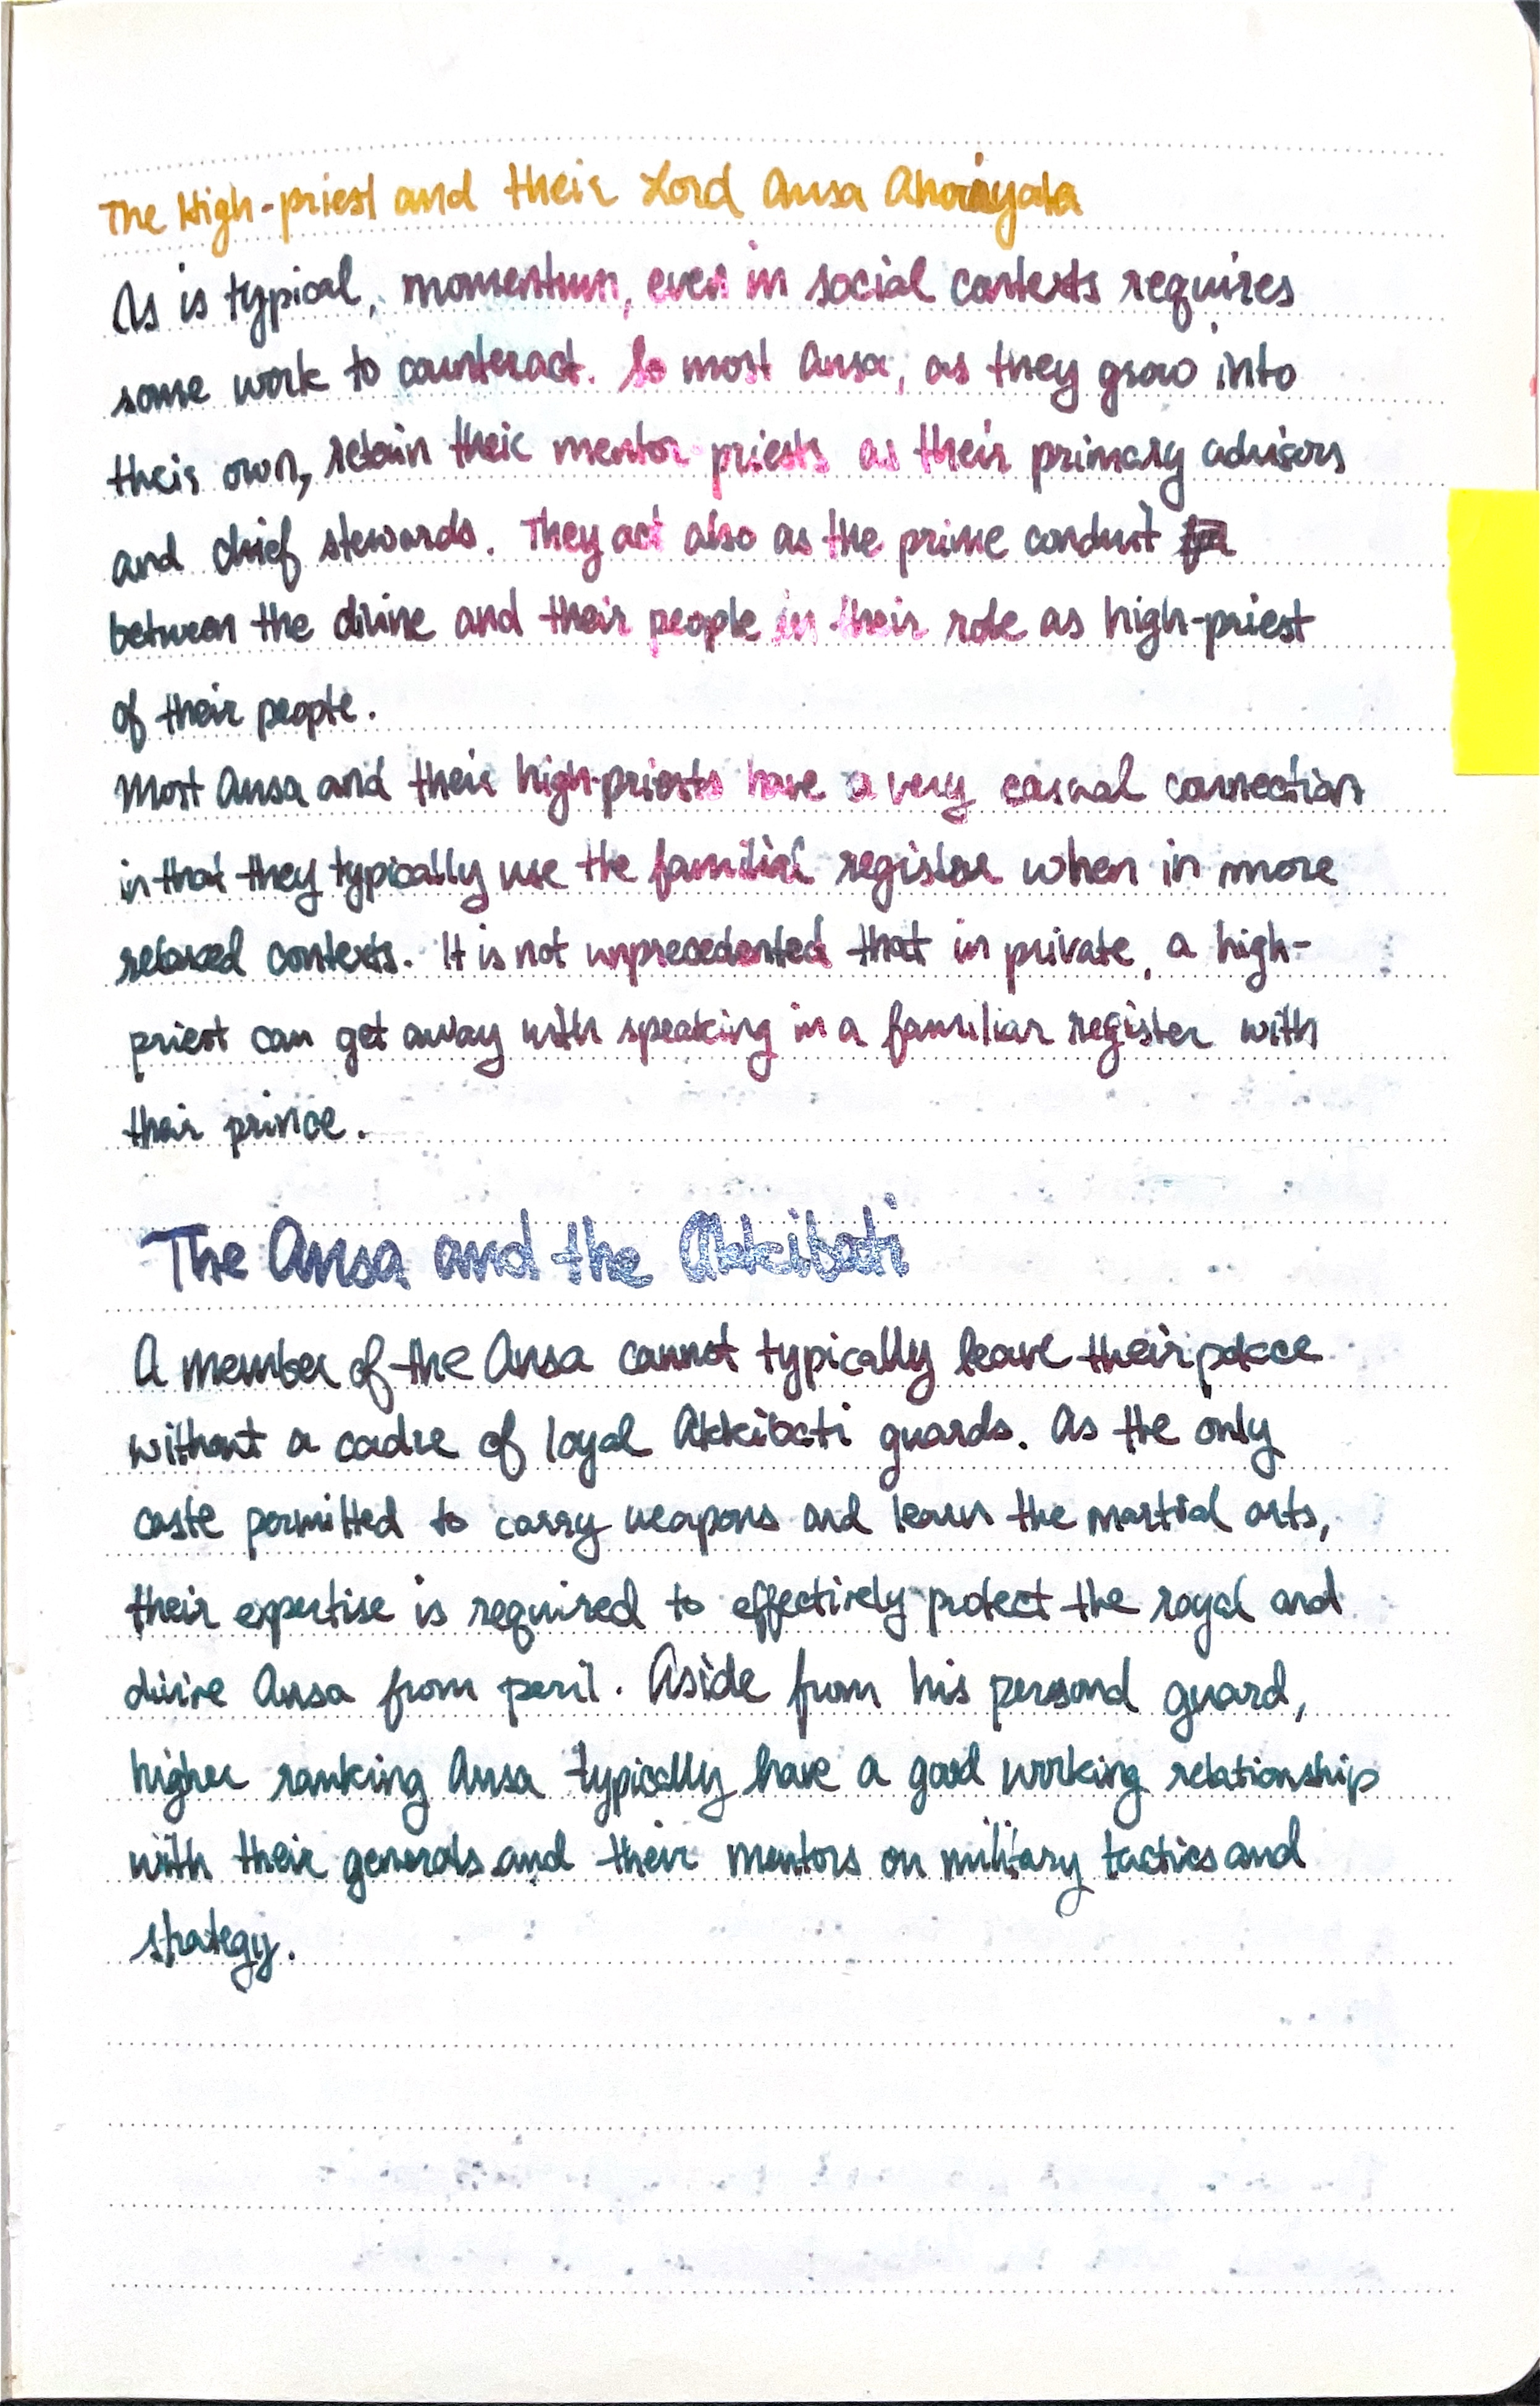 The High-priest and their Lord Ansa
As is typical, momentum, even in social contexts requires
some work to counteract. So most Ansa, as they grow into
their own, retain their mentor priests as their primary advisors
and chief stewards. They act also as the prime conduit
between the divine and their people in their role as high-priest
of their people.
Most Ansa and their high-priests have a very casual connection
in that they typically use the familial register when in more
relaxed contexts. It is not unprecedented that in private, a high-
priest can get away with speaking in a familiar register with
their prince.
The Ansa and the Akkibati
A member of the Ansa cannot typically leave their palace
without a cadre of loyal Akkibati guards. As the only
caste permitted to carry weapons and learn the martial arts,
their expertise is required to effectively protect the royal and
divine Ansa from peril. Aside from his personal guard,
higher ranking Ansa typically have a good working relationship
with their generals and their mentors on military tactics and
strategy.